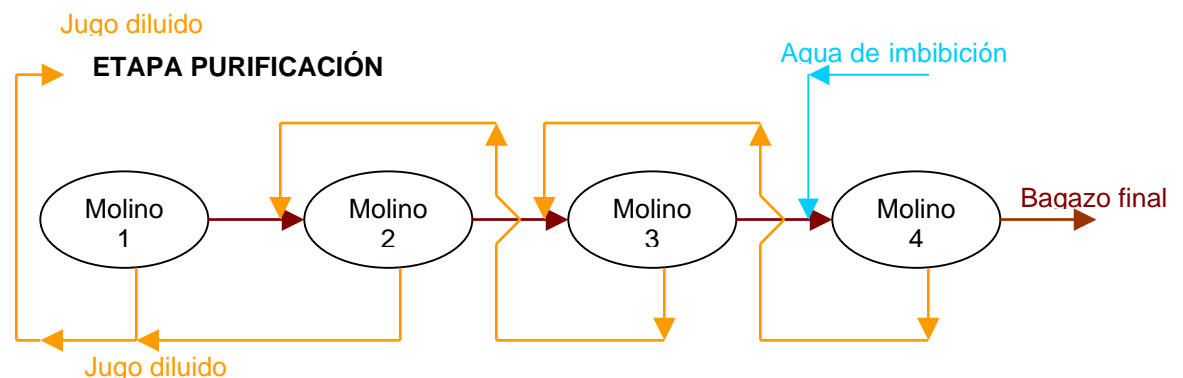 Jugo diluido
ETAPA PURIFICACIÓN
Agua de imbibición
Molino
1
Molino
2
Molino
3
Molino
4
Bagazo final
Jugo diluido